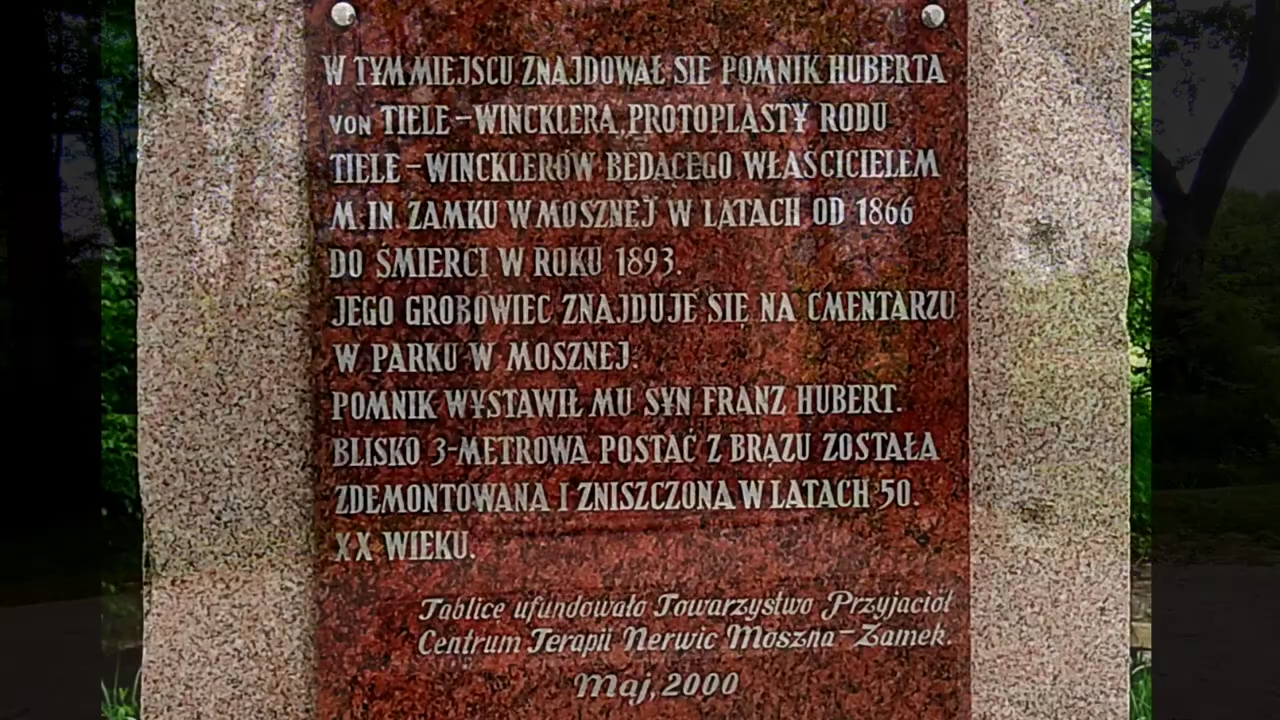 W TYM MIEJSCU ZNAJDOWAŁ SIĘ POMNIK HUBERTA
VON TIELE-WINCKLERA, PROTOPLASTY RODU
TIELE-WINCKLERÓW BĘDĄCEGO WŁAŚCICIELEM
M. IN. ZAMKU W MOSZNEJ W LATACH OD 1866
DO ŚMIERCI W ROKU 1893.
JEGO GROBOWIEC ZNAJDUJE SIĘ NA CMENTARZU
W PARKU W MOSZNEJ.
POMNIK WYSTAWIŁ MU SYN FRANZ HUBERT.
BLISKO 3-METROWA POSTAĆ Z BRĄZU ZOSTAŁA
ZDEMONTOWANA I ZNISZCZONA W LATACH 50.
XX WIEKU.
Tablicę ufundowało Towarzystwo Przyjaciół
Centrum Terapii Nerwic Moszna-Zamek.
Maj, 2000